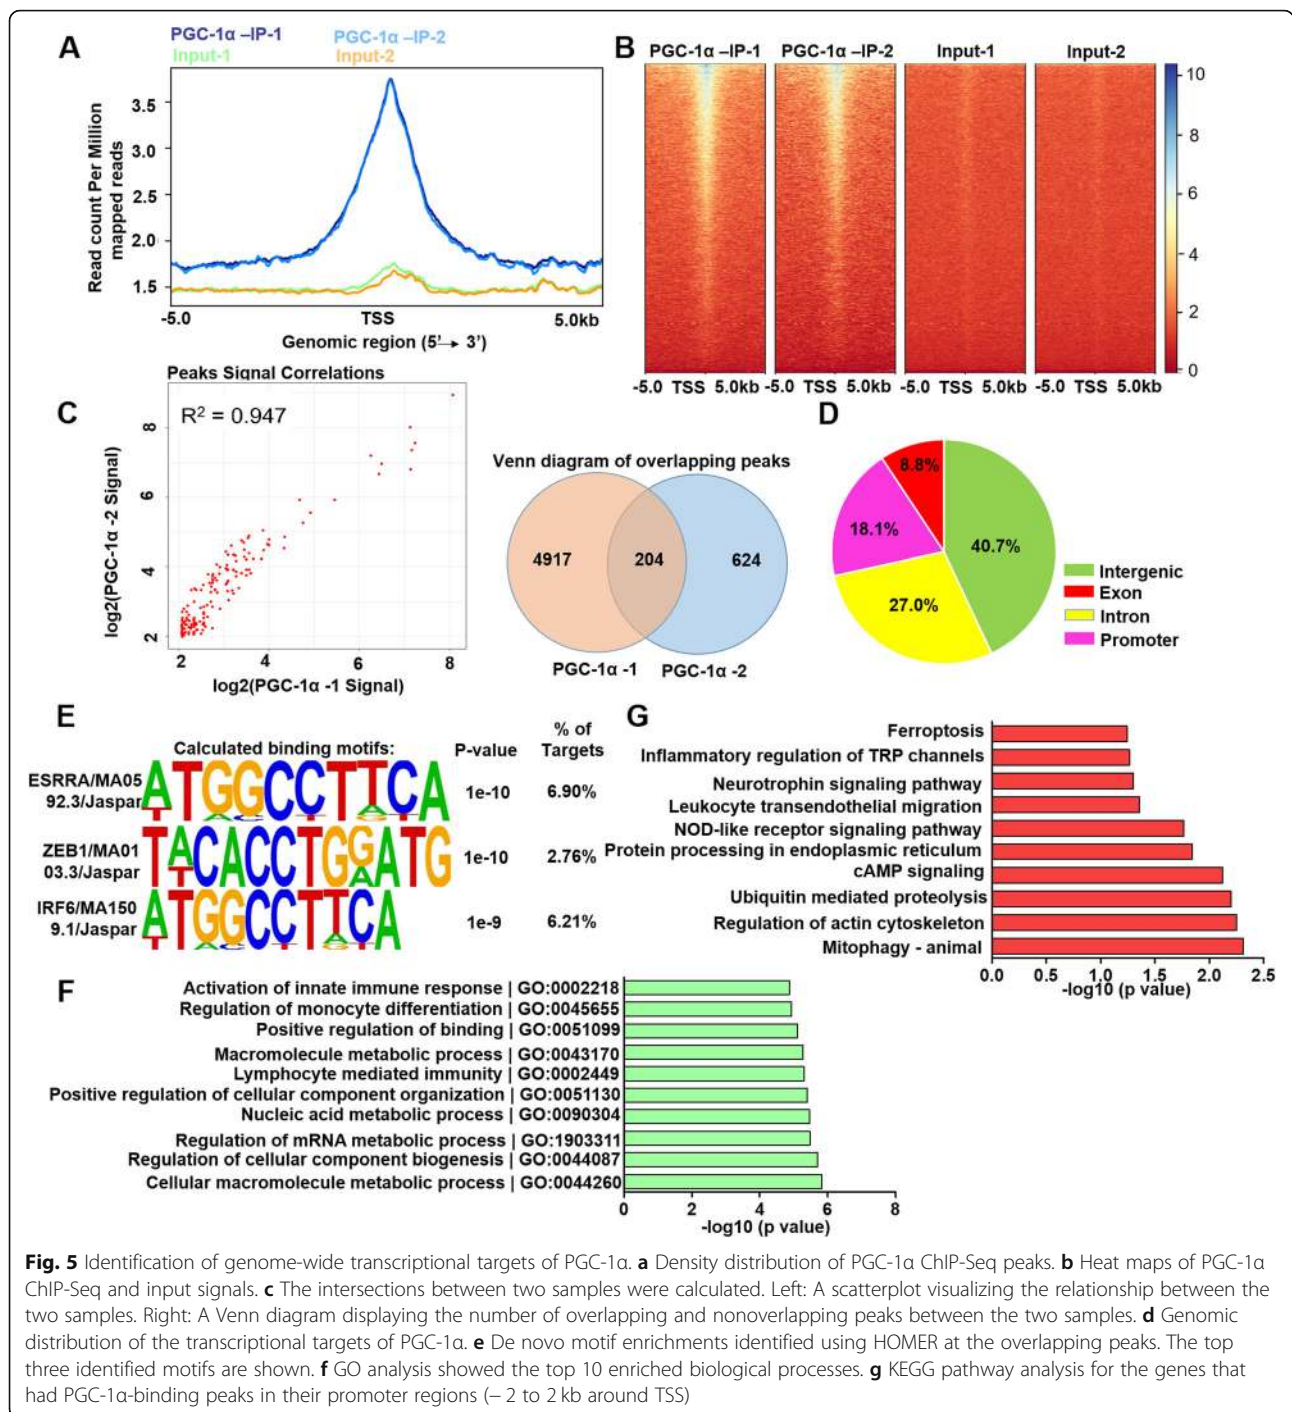 A
PGC-1α –IP-1 PGC-1α –IP-2
Input-1 Input-2
Read count Per Million
mapped reads
3.5
3.0
2.5
2.0
1.5
-5.0 TSS 5.0kb
Genomic region (5'→ 3')
B
PGC-1α –IP-1 PGC-1α –IP-2 Input-1 Input-2
10
8
6
4
2
0
-5.0 TSS 5.0kb -5.0 TSS 5.0kb -5.0 TSS 5.0kb -5.0 TSS 5.0kb
C
Peaks Signal Correlations
R² = 0.947
log2(PGC-1α -2 Signal)
8
6
4
2
2 4 6 8
log2(PGC-1α -1 Signal)
Venn diagram of overlapping peaks
4917 204 624
PGC-1α -1 PGC-1α -2
D
8.8%
18.1%
40.7%
27.0%
Intergenic
Exon
Intron
Promoter
E
Calculated binding motifs: P-value % of
Targets
ESRRA/MA05
92.3/Jaspar
ATGGCCTTCA
1e-10 6.90%
ZEB1/MA01
03.3/Jaspar
TACACCTGGATG
1e-10 2.76%
IRF6/MA150
9.1/Jaspar
ATGGCCTTCA
1e-9 6.21%
G
Ferroptosis
Inflammatory regulation of TRP channels
Neurotrophin signaling pathway
Leukocyte transendothelial migration
NOD-like receptor signaling pathway
Protein processing in endoplasmic reticulum
cAMP signaling
Ubiquitin mediated proteolysis
Regulation of actin cytoskeleton
Mitophagy - animal
0.0 0.5 1.0 1.5 2.0 2.5
-log10 (p value)
F
Activation of innate immune response | GO:0002218
Regulation of monocyte differentiation | GO:0045655
Positive regulation of binding | GO:0051099
Macromolecule metabolic process | GO:0043170
Lymphocyte mediated immunity | GO:0002449
Positive regulation of cellular component organization | GO:0051130
Nucleic acid metabolic process | GO:0090304
Regulation of mRNA metabolic process | GO:1903311
Regulation of cellular component biogenesis | GO:0044087
Cellular macromolecule metabolic process | GO:0044260
0 2 4 6 8
-log10 (p value)
Fig. 5 Identification of genome-wide transcriptional targets of PGC-1α. a Density distribution of PGC-1α ChIP-Seq peaks. b Heat maps of PGC-1α
ChIP-Seq and input signals. c The intersections between two samples were calculated. Left: A scatterplot visualizing the relationship between the
two samples. Right: A Venn diagram displaying the number of overlapping and nonoverlapping peaks between the two samples. d Genomic
distribution of the transcriptional targets of PGC-1α. e De novo motif enrichments identified using HOMER at the overlapping peaks. The top
three identified motifs are shown. f GO analysis showed the top 10 enriched biological processes. g KEGG pathway analysis for the genes that
had PGC-1α-binding peaks in their promoter regions (− 2 to 2 kb around TSS)